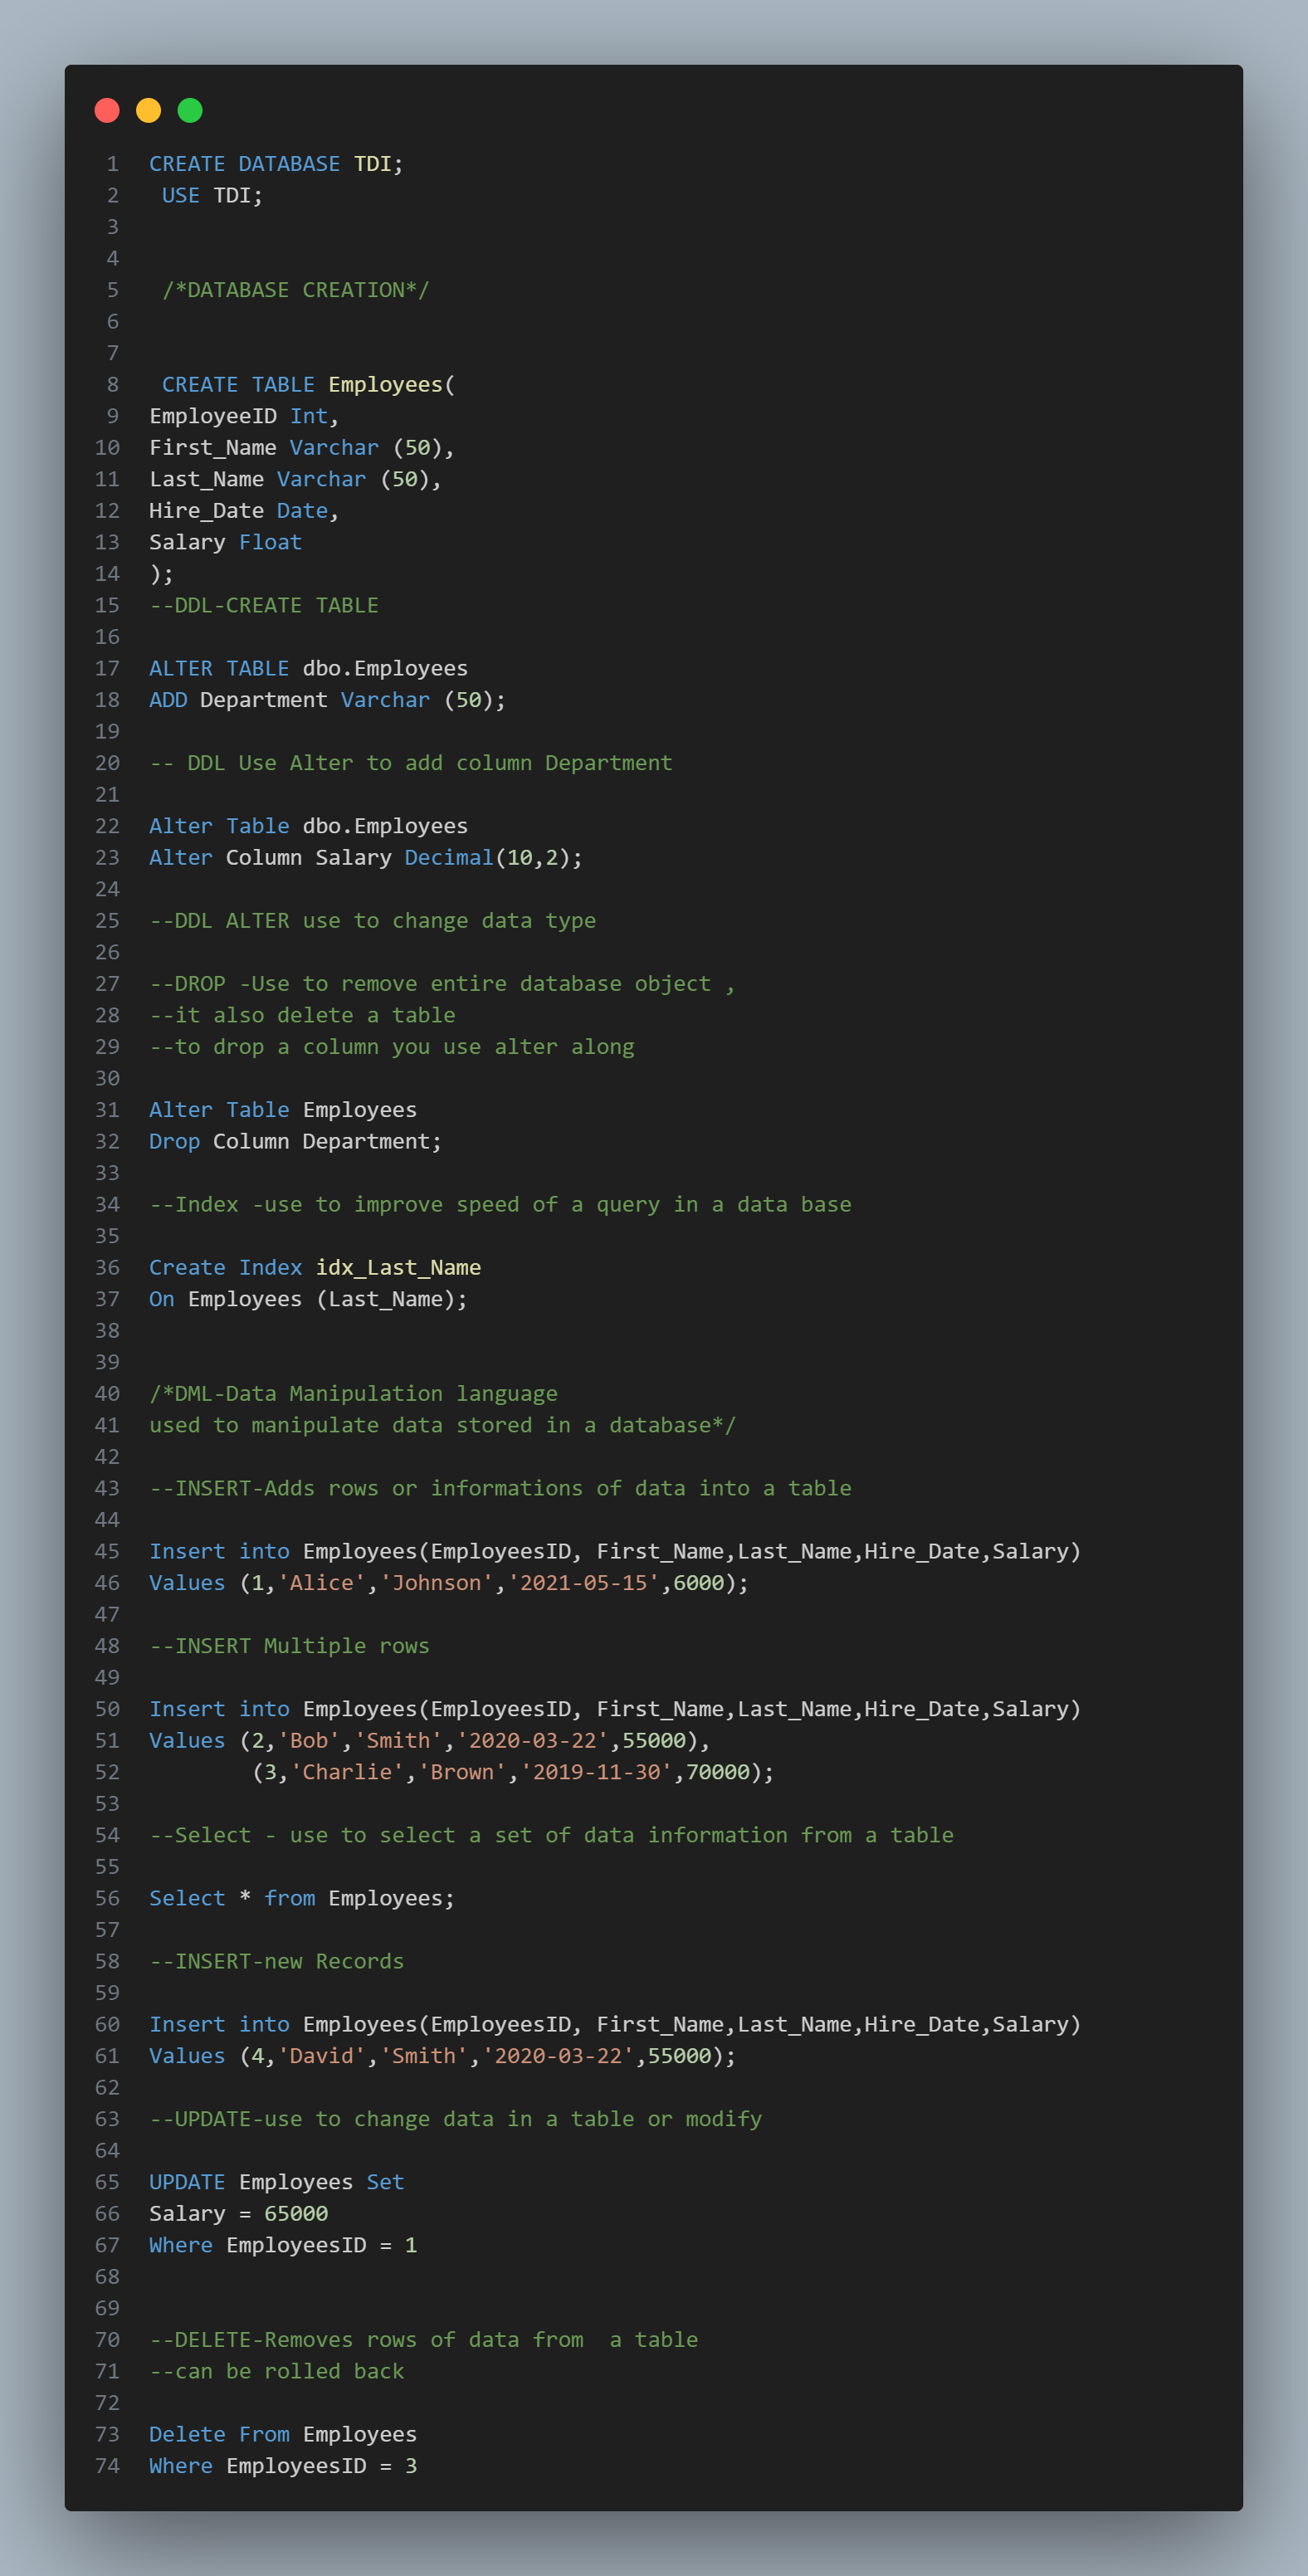 1 CREATE DATABASE TDI;
2 USE TDI;
3
4
5 /*DATABASE CREATION*/
6
7
8 CREATE TABLE Employees(
9 EmployeeID Int,
10 First_Name Varchar (50),
11 Last_Name Varchar (50),
12 Hire_Date Date,
13 Salary Float
14 );
15 --DDL-CREATE TABLE
16
17 ALTER TABLE dbo.Employees
18 ADD Department Varchar (50);
19
20 -- DDL Use Alter to add column Department
21
22 Alter Table dbo.Employees
23 Alter Column Salary Decimal(10,2);
24
25 --DDL ALTER use to change data type
26
27 --DROP -Use to remove entire database object ,
28 --it also delete a table
29 --to drop a column you use alter along
30
31 Alter Table Employees
32 Drop Column Department;
33
34 --Index -use to improve speed of a query in a data base
35
36 Create Index idx_Last_Name
37 On Employees (Last_Name);
38
39
40 /*DML-Data Manipulation language
41 used to manipulate data stored in a database*/
42
43 --INSERT-Adds rows or informations of data into a table
44
45 Insert into Employees(EmployeesID, First_Name,Last_Name,Hire_Date,Salary)
46 Values (1,'Alice','Johnson','2021-05-15',6000);
47
48 --INSERT Multiple rows
49
50 Insert into Employees(EmployeesID, First_Name,Last_Name,Hire_Date,Salary)
51 Values (2,'Bob','Smith','2020-03-22',55000),
52 (3,'Charlie','Brown','2019-11-30',70000);
53
54 --Select - use to select a set of data information from a table
55
56 Select * from Employees;
57
58 --INSERT-new Records
59
60 Insert into Employees(EmployeesID, First_Name,Last_Name,Hire_Date,Salary)
61 Values (4,'David','Smith','2020-03-22',55000);
62
63 --UPDATE-use to change data in a table or modify
64
65 UPDATE Employees Set
66 Salary = 65000
67 Where EmployeesID = 1
68
69
70 --DELETE-Removes rows of data from  a table
71 --can be rolled back
72
73 Delete From Employees
74 Where EmployeesID = 3